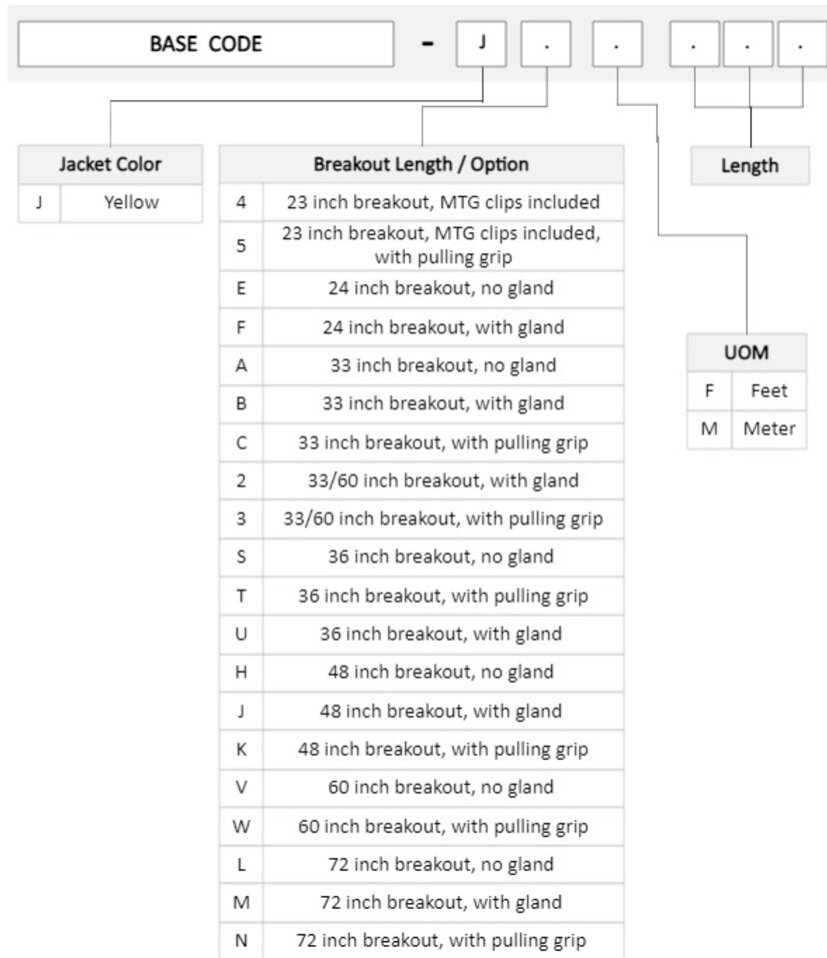 BASE CODE - J . . . . .
Jacket Color
J Yellow
Breakout Length / Option
4 23 inch breakout, MTG clips included
5 23 inch breakout, MTG clips included,
with pulling grip
E 24 inch breakout, no gland
F 24 inch breakout, with gland
A 33 inch breakout, no gland
B 33 inch breakout, with gland
C 33 inch breakout, with pulling grip
2 33/60 inch breakout, with gland
3 33/60 inch breakout, with pulling grip
S 36 inch breakout, no gland
T 36 inch breakout, with pulling grip
U 36 inch breakout, with gland
H 48 inch breakout, no gland
J 48 inch breakout, with gland
K 48 inch breakout, with pulling grip
V 60 inch breakout, no gland
W 60 inch breakout, with pulling grip
L 72 inch breakout, no gland
M 72 inch breakout, with gland
N 72 inch breakout, with pulling grip
Length
UOM
F Feet
M Meter